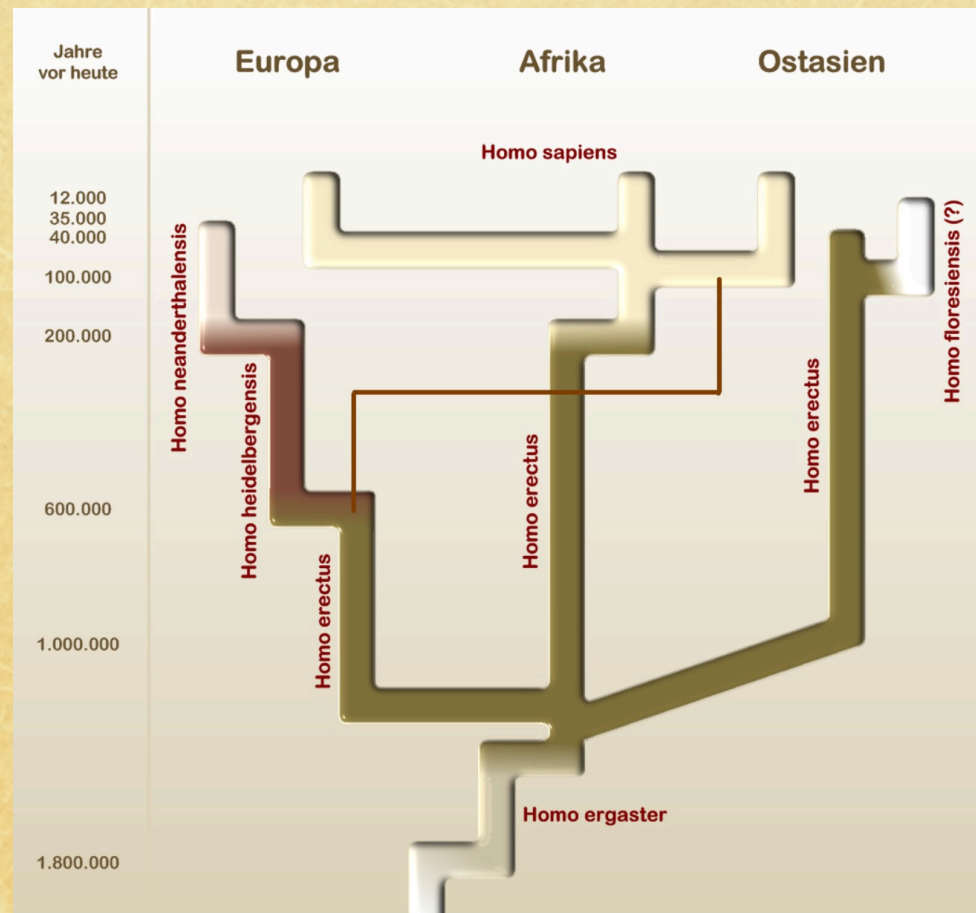 Jahre
vor heute
Europa
Afrika
Ostasien
Homo sapiens
12.000
35.000
40.000
100.000
200.000
600.000
1.000.000
1.800.000
Homo neanderthalensis
Homo heidelbergensis
Homo erectus
Homo erectus
Homo erectus
Homo floresiensis (?)
Homo ergaster